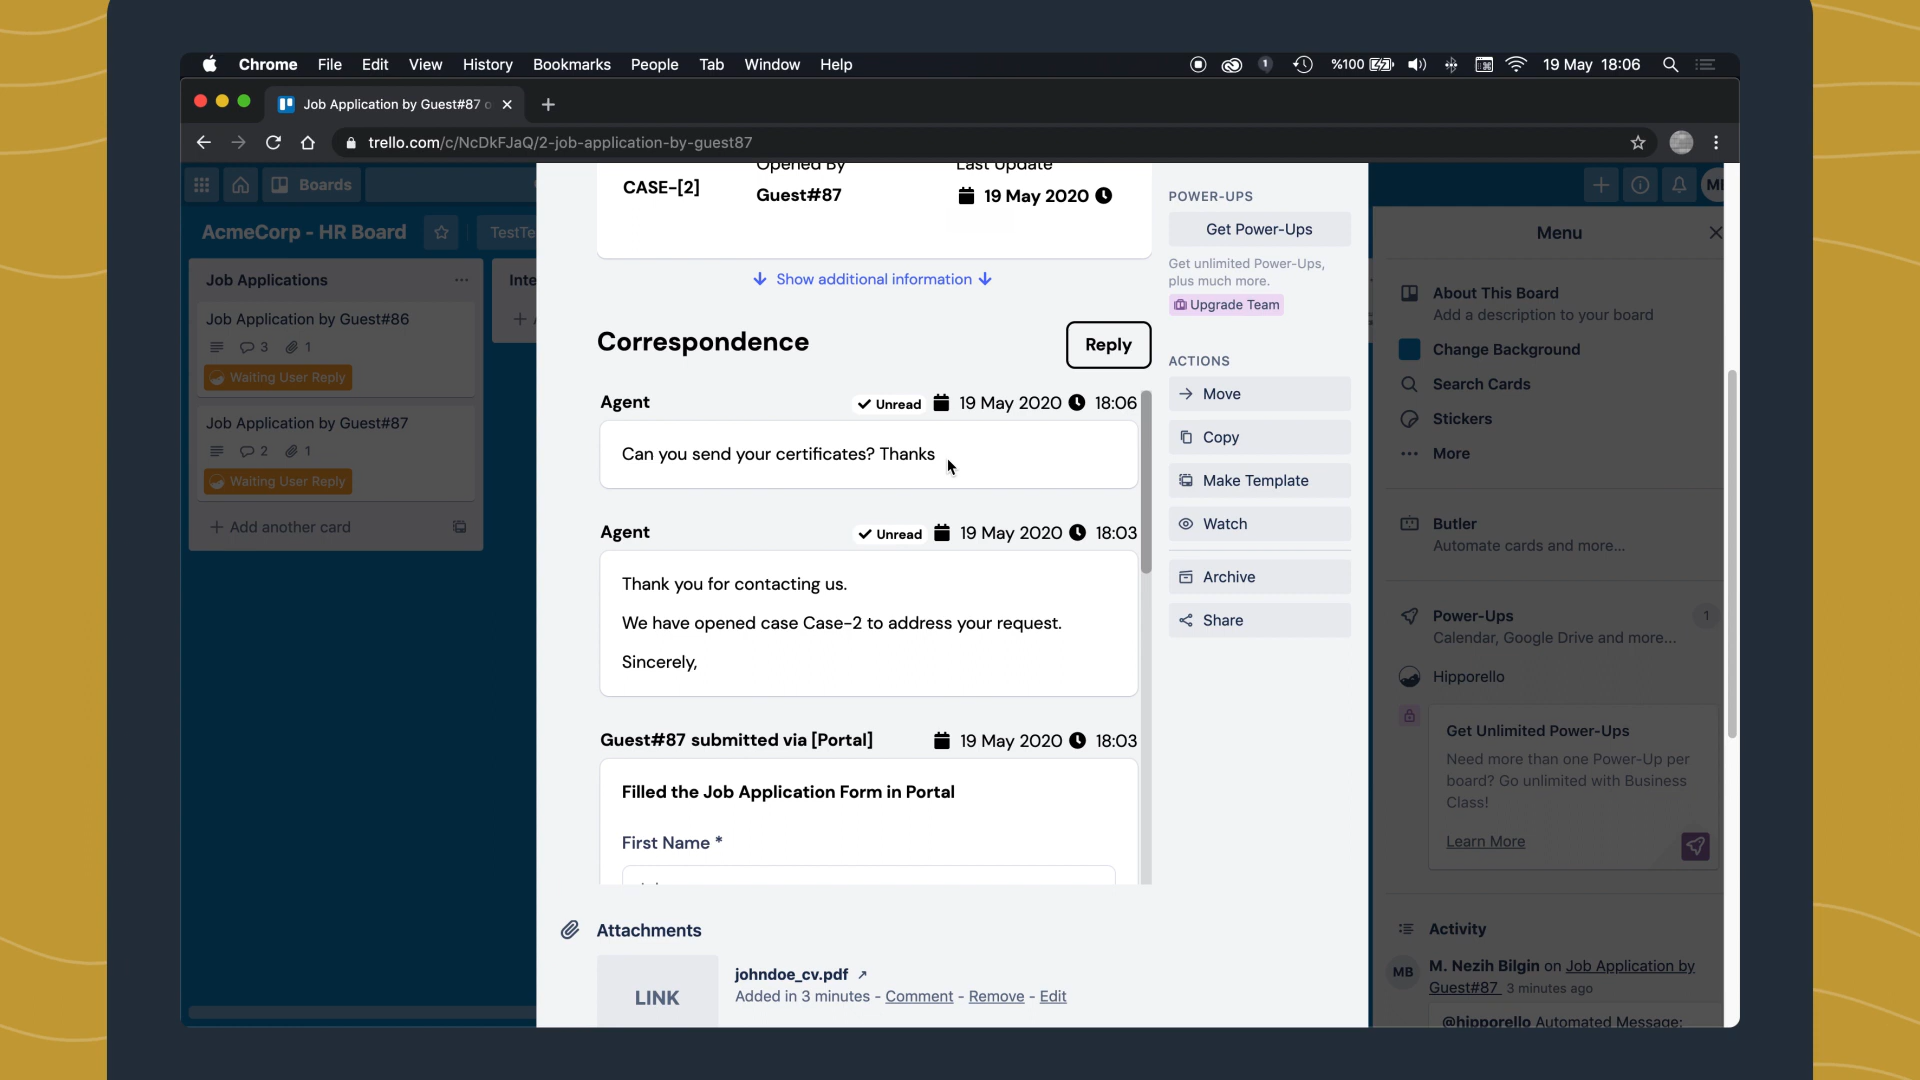 Chrome File Edit View History Bookmarks People Tab Window Help
1 %100 19 May 18:06
Job Application by Guest#87
trello.com/c/NcDkFJaQ/2-job-application-by-guest87
Boards
AcmeCorp - HR Board
Job Applications
Job Application by Guest#86
3 1
Waiting User Reply
Job Application by Guest#87
2 1
Waiting User Reply
+ Add another card
Opened By Last Update
CASE-[2] Guest#87 19 May 2020
Show additional information
Correspondence
Reply
Agent Unread 19 May 2020 18:06
Can you send your certificates? Thanks
Agent Unread 19 May 2020 18:03
Thank you for contacting us.
We have opened case Case-2 to address your request.
Sincerely,
Guest#87 submitted via [Portal] 19 May 2020 18:03
Filled the Job Application Form in Portal
First Name *
Attachments
LINK
johndoe_cv.pdf
Added in 3 minutes - Comment - Remove - Edit
POWER-UPS
Get Power-Ups
Get unlimited Power-Ups,
plus much more.
Upgrade Team
ACTIONS
Move
Copy
Make Template
Watch
Archive
Share
Menu
About This Board
Add a description to your board
Change Background
Search Cards
Stickers
More
Butler
Automate cards and more...
Power-Ups 1
Calendar, Google Drive and more...
Hipporello
Get Unlimited Power-Ups
Need more than one Power-Up per
board? Go unlimited with Business
Class!
Learn More
Activity
MB
M. Nezih Bilgin on Job Application by
Guest#87 3 minutes ago
@hipporello Automated Message: